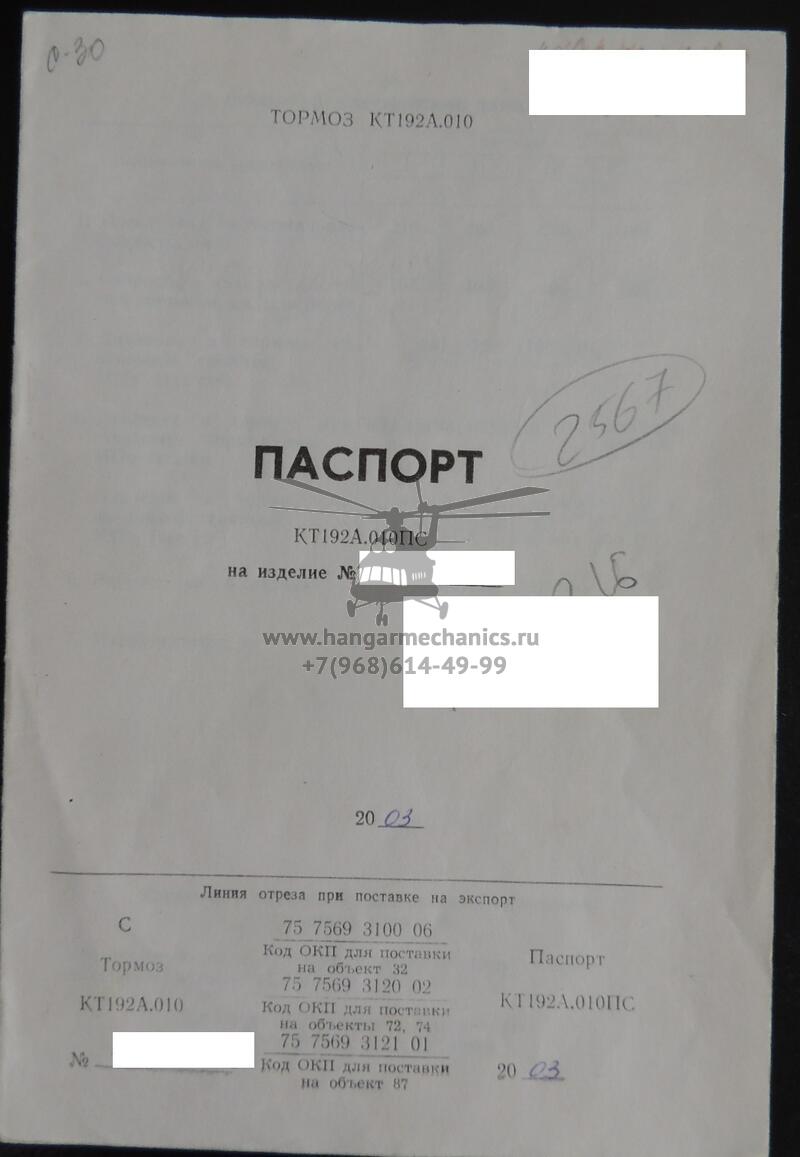 0-30
ТОРМОЗ КТ192А.010
2567
ПАСПОРТ
КТ192А.010ПС
на изделие №
www.hangarmechanics.ru
+7(968)614-49-99
20 03
Линия отреза при поставке на экспорт
С
Тормоз
КТ192А.010
№
75 7569 3100 06
Код ОКП для поставки
на объект 32
75 7569 3120 02
Код ОКП для поставки
на объекты 72, 74
75 7569 3121 01
Код ОКП для поставки
на объект 87
Паспорт
КТ192А.010ПС
20 03